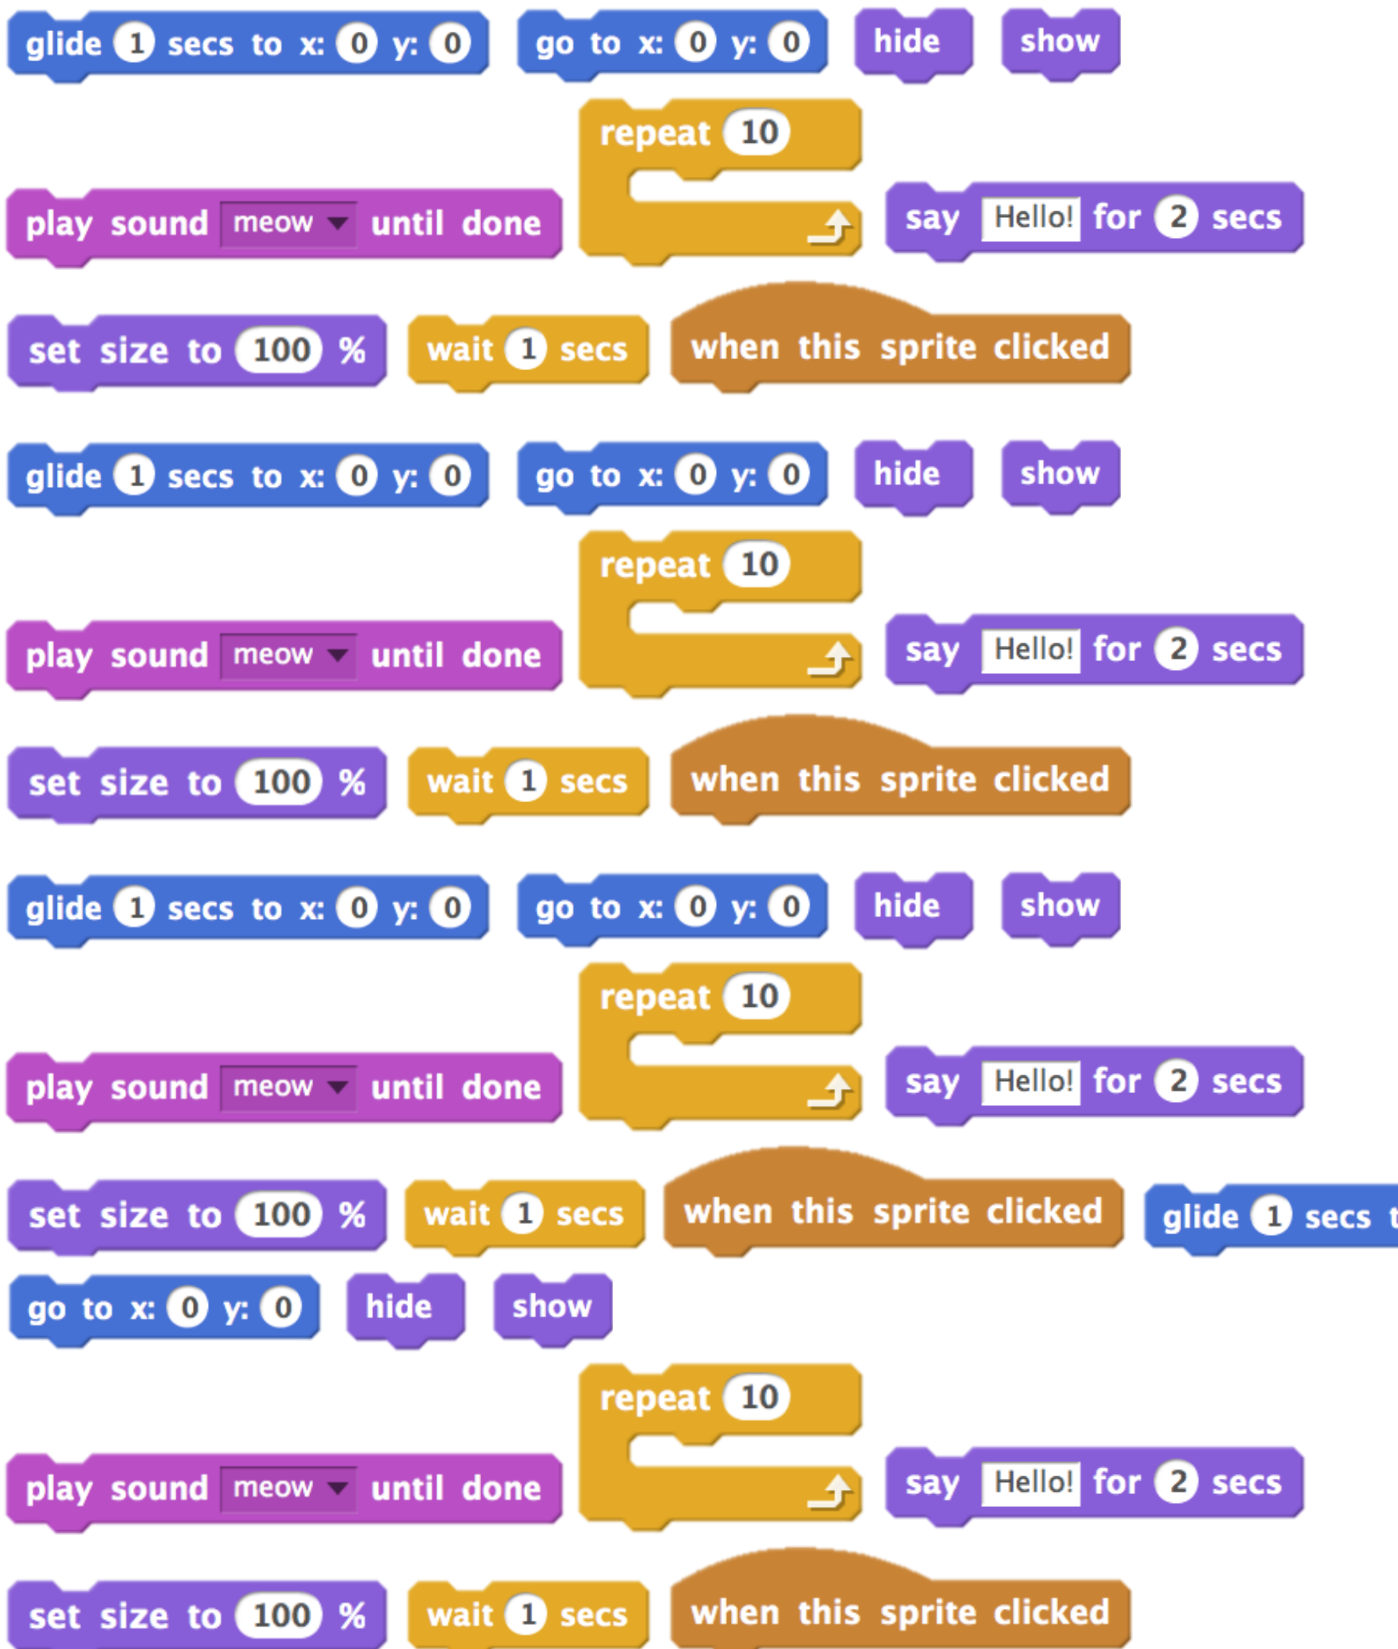 glide 1 secs to x: 0 y: 0 go to x: 0 y: 0 hide show
repeat 10
play sound meow until done say Hello! for 2 secs
set size to 100 % wait 1 secs when this sprite clicked
glide 1 secs to x: 0 y: 0 go to x: 0 y: 0 hide show
repeat 10
play sound meow until done say Hello! for 2 secs
set size to 100 % wait 1 secs when this sprite clicked
glide 1 secs to x: 0 y: 0 go to x: 0 y: 0 hide show
repeat 10
play sound meow until done say Hello! for 2 secs
set size to 100 % wait 1 secs when this sprite clicked glide 1 secs
go to x: 0 y: 0 hide show
repeat 10
play sound meow until done say Hello! for 2 secs
set size to 100 % wait 1 secs when this sprite clicked